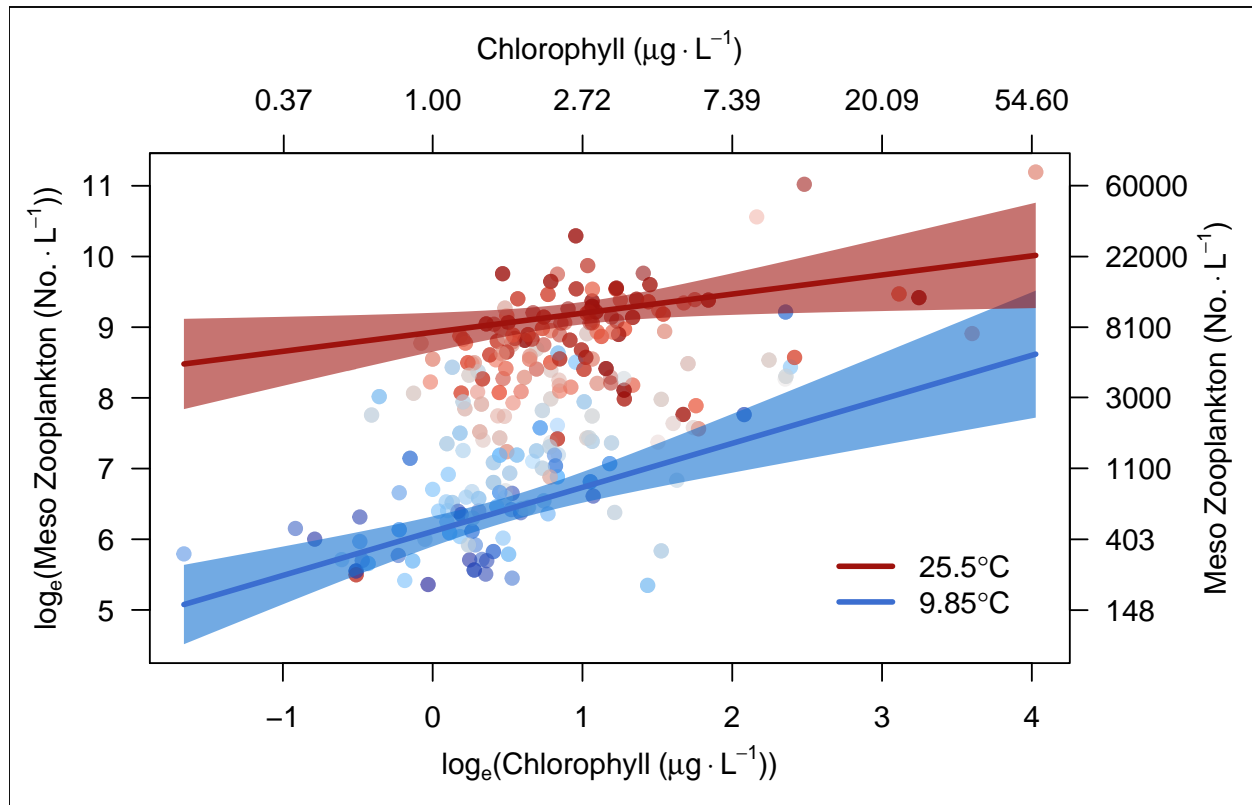 Chlorophyll (μg · L⁻¹)
0.37 1.00 2.72 7.39 20.09 54.60
logₑ(Meso Zooplankton (No. · L⁻¹))
11
10
9
8
7
6
5
60000
22000
8100
3000
1100
403
148
Meso Zooplankton (No. · L⁻¹)
25.5°C
9.85°C
−1 0 1 2 3 4
logₑ(Chlorophyll (μg · L⁻¹))